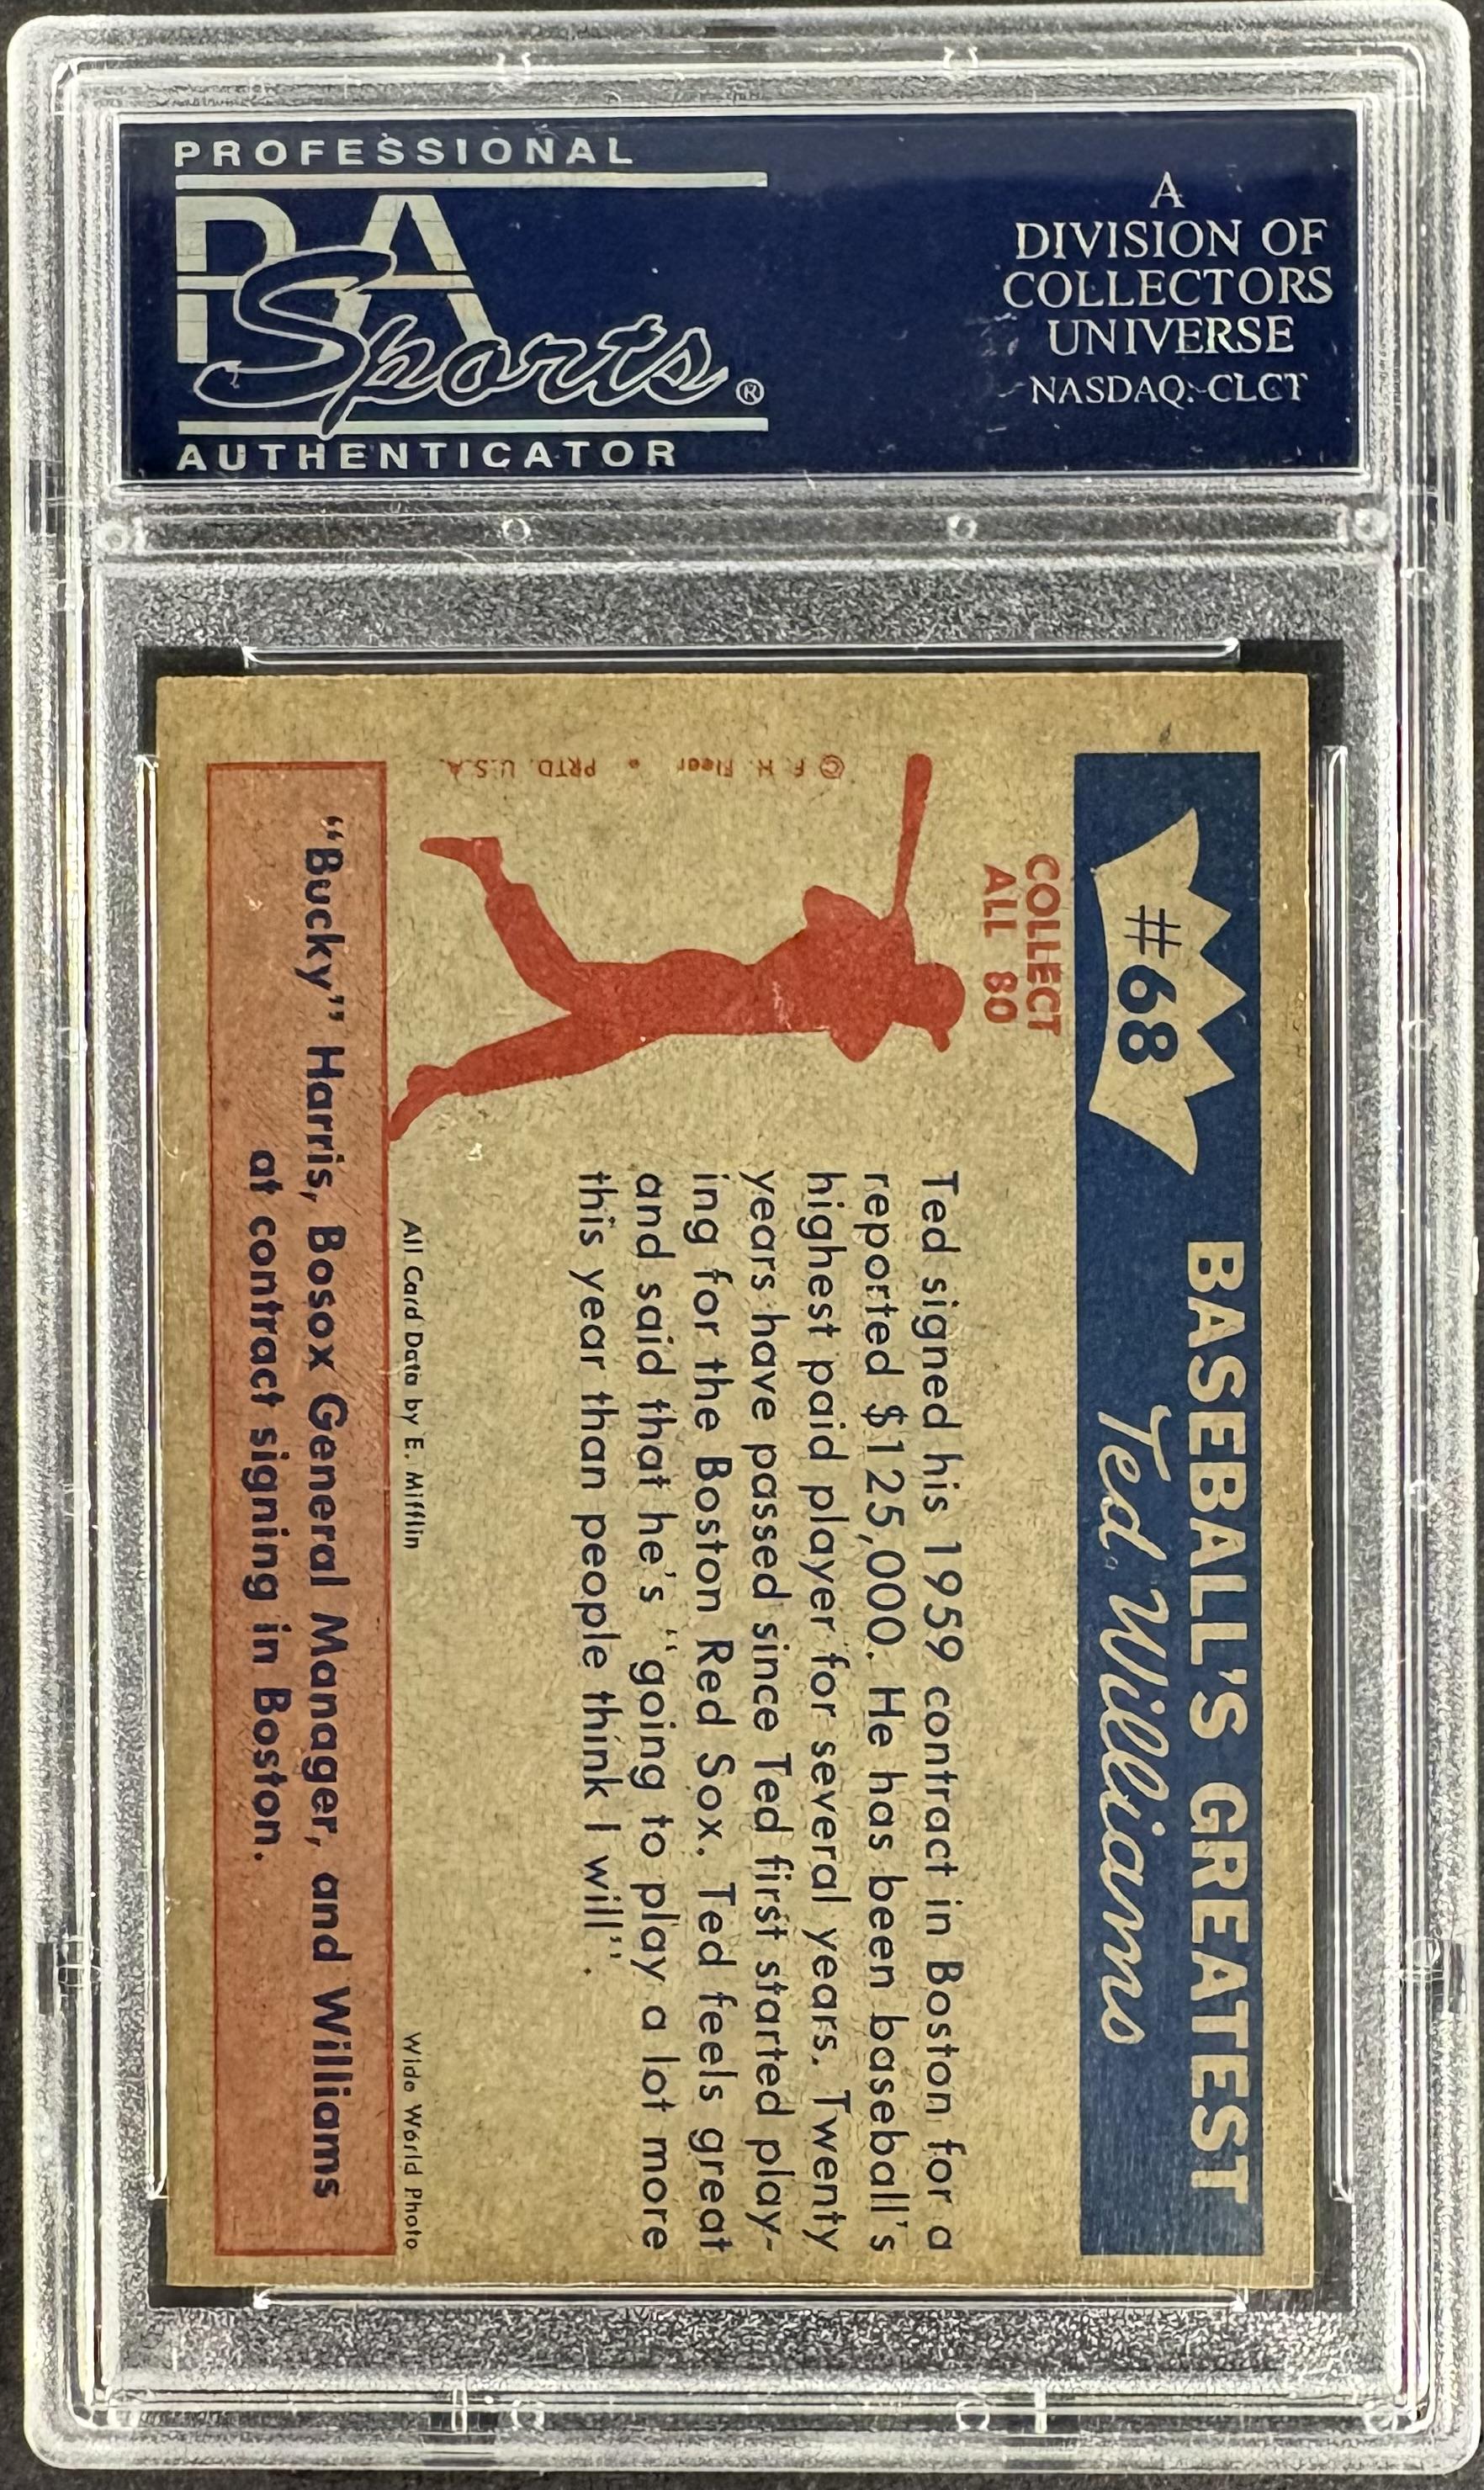 PROFESSIONAL
PSA
Sports®
AUTHENTICATOR
A
DIVISION OF
COLLECTORS
UNIVERSE
NASDAQ: CLCT
#68
BASEBALL'S GREATEST
Ted Williams
COLLECT
ALL 80
Ted signed his 1959 contract in Boston for a
reported $125,000. He has been baseball's
highest paid player for several years. Twenty
years have passed since Ted first started play-
ing for the Boston Red Sox. Ted feels great
and said that he's "going to play a lot more
this year than people think I will".
© F. H. Fleer • PRTD. U.S.A.
All Card Data by E. Mifflin
Wide World Photo
"Bucky" Harris, Bosox General Manager, and Williams
at contract signing in Boston.